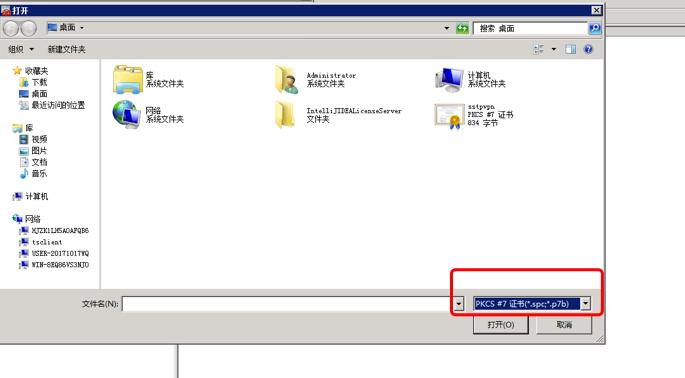 打开
桌面
搜索 桌面
组织
新建文件夹
收藏夹
下载
桌面
最近访问的位置
库
视频
图片
文档
音乐
计算机
网络
MJZK1LM5AOAFQB6
tsclient
USER-20171017WQ
WIN-8EQ86VS3NJO
库
系统文件夹
Administrator
系统文件夹
计算机
系统文件夹
网络
系统文件夹
IntelliJIDEALicenseServer
文件夹
sstpvpn
PKCS #7 证书
834 字节
文件名(N):
PKCS #7 证书(*.spc;*.p7b)
打开(O)
取消